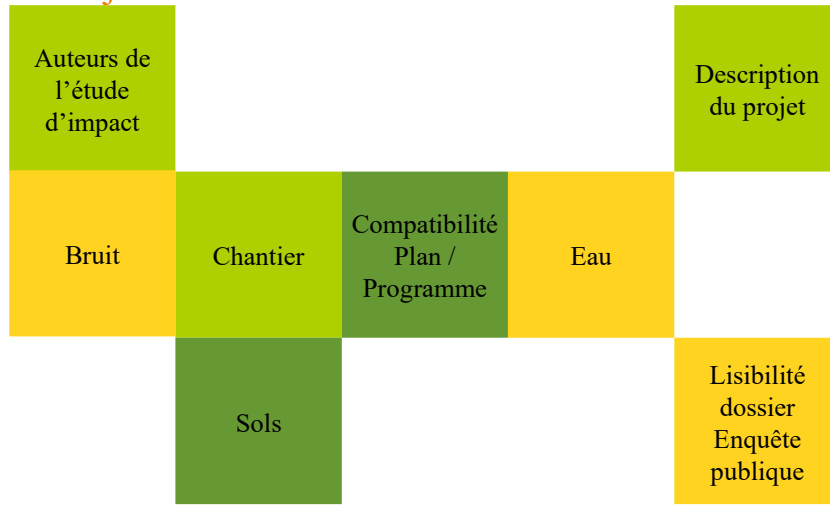 Auteurs de
l’étude
d’impact
Description
du projet
Bruit
Chantier
Compatibilité
Plan /
Programme
Eau
Sols
Lisibilité
dossier
Enquête
publique